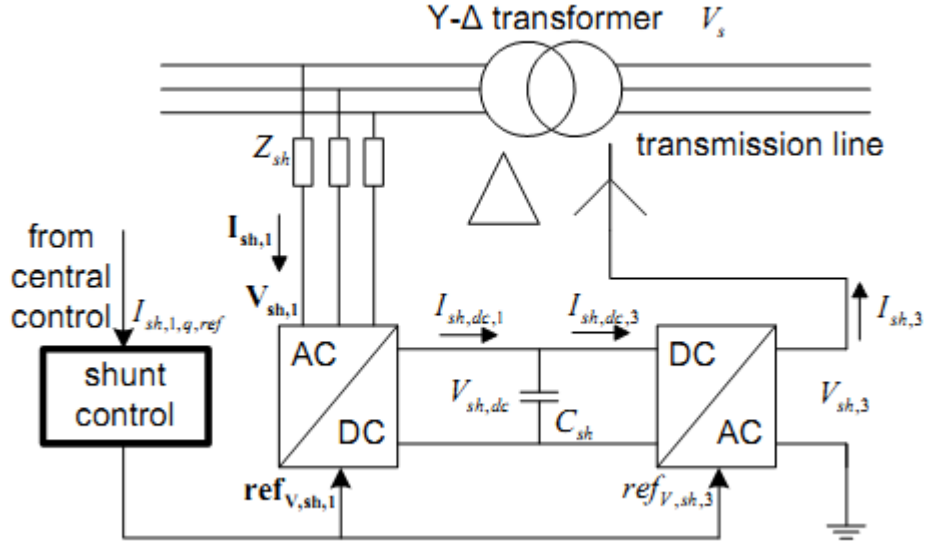 Y-Δ transformer
V_s
transmission line
Z_sh
I_sh,1
V_sh,1
from
central
control
I_sh,1,q,ref
shunt
control
AC
DC
I_sh,dc,1
I_sh,dc,3
V_sh,dc
C_sh
DC
AC
I_sh,3
V_sh,3
ref_V,sh,1
ref_V,sh,3